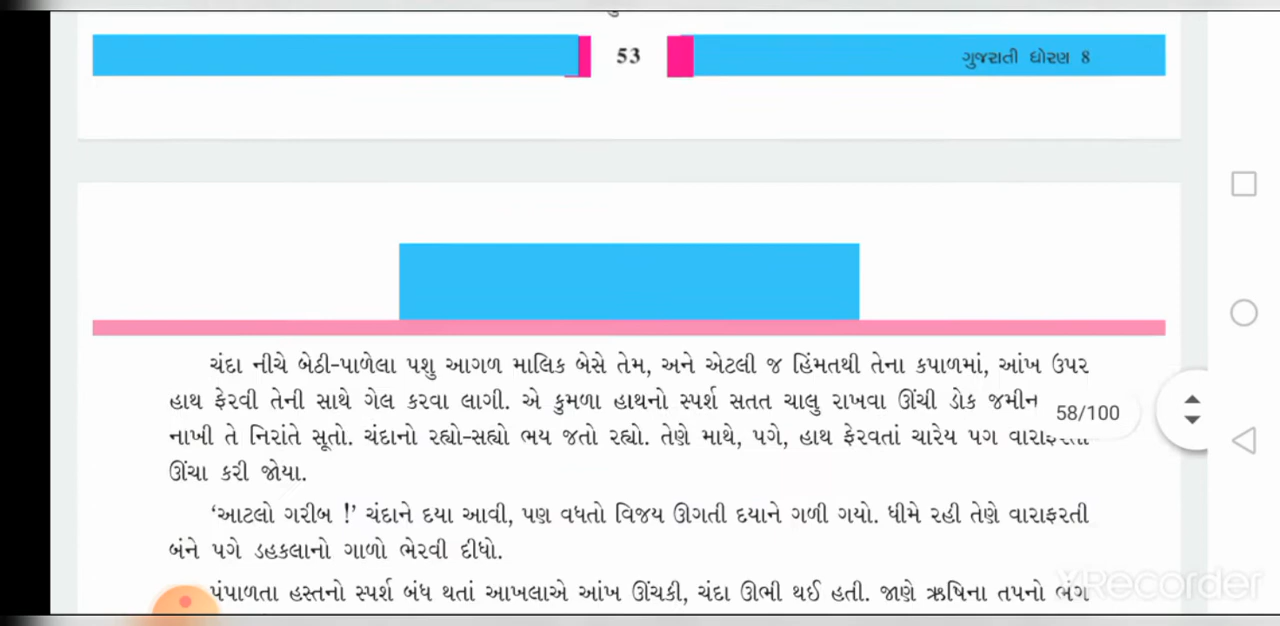 53
ગુજરાતી ધોરણ 8
ચંદા નીચે બેઠી-પાળેલા પશુ આગળ માલિક બેસે તેમ, અને એટલી જ હિંમતથી તેના કપાળમાં, આંખ ઉપર
હાથ ફેરવી તેની સાથે ગેલ કરવા લાગી. એ કુમળા હાથનો સ્પર્શ સતત ચાલુ રાખવા ઊંચી ડોક જમીન
58/100
નાખી તે નિરાંતે સૂતો. ચંદાનો રહ્યો-સહ્યો ભય જતો રહ્યો. તેણે માથે, પગે, હાથ ફેરવતાં ચારેય પગ વારાફરતી
ઊંચા કરી જોયા.
‘આટલો ગરીબ !’ ચંદાને દયા આવી, પણ વધતો વિજય ઊગતી દયાને ગળી ગયો. ધીમે રહી તેણે વારાફરતી
બંને પગે ડહકલાનો ગાળો ભેરવી દીધો.
પંપાળતા હસ્તનો સ્પર્શ બંધ થતાં આખલાએ આંખ ઊંચકી, ચંદા ઊભી થઈ હતી. જાણે ઋષિના તપનો ભંગ
XRecorder